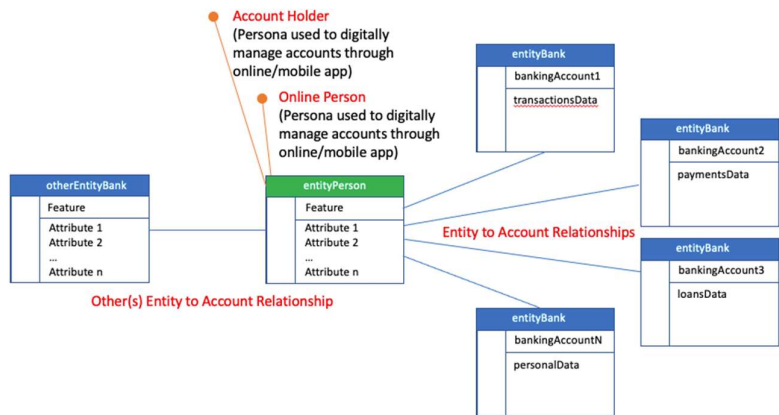 Account Holder
(Persona used to digitally
manage accounts through
online/mobile app)
Online Person
(Persona used to digitally
manage accounts through
online/mobile app)
otherEntityBank
Feature
Attribute 1
Attribute 2
...
Attribute n
entityPerson
Feature
Attribute 1
Attribute 2
...
Attribute n
Other(s) Entity to Account Relationship
Entity to Account Relationships
entityBank
bankingAccount1
transactionsData
entityBank
bankingAccount2
paymentsData
entityBank
bankingAccount3
loansData
entityBank
bankingAccountN
personalData